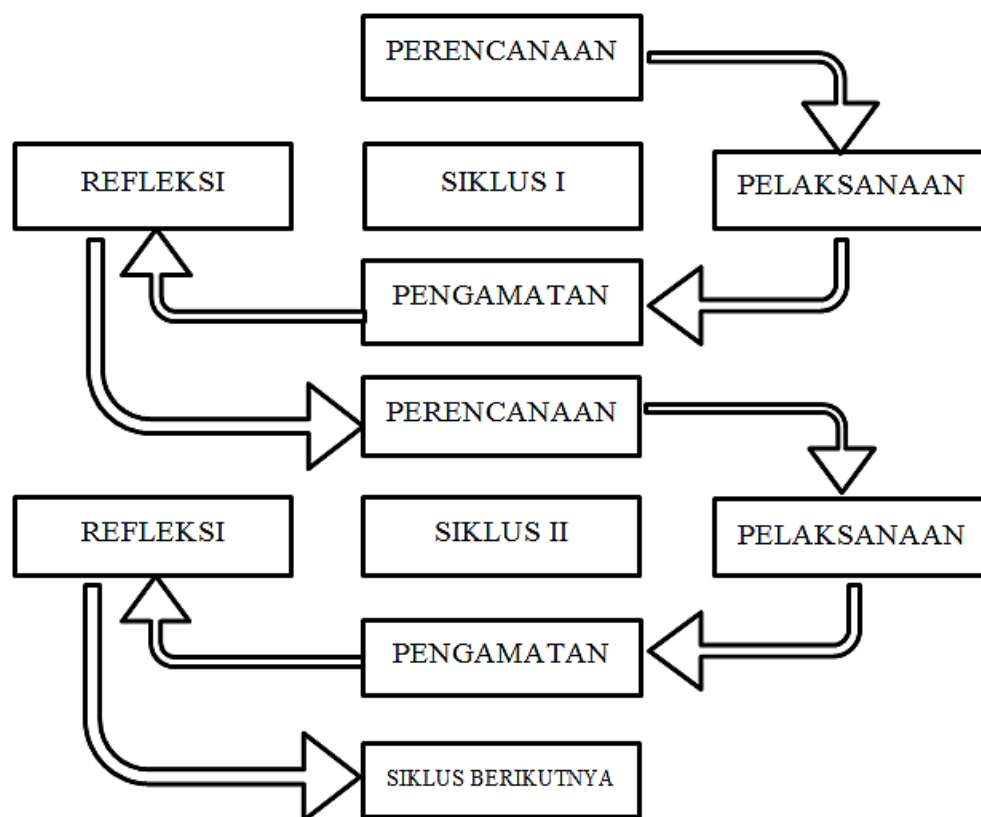 PERENCANAAN
REFLEKSI
SIKLUS I
PELAKSANAAN
PENGAMATAN
PERENCANAAN
REFLEKSI
SIKLUS II
PELAKSANAAN
PENGAMATAN
SIKLUS BERIKUTNYA